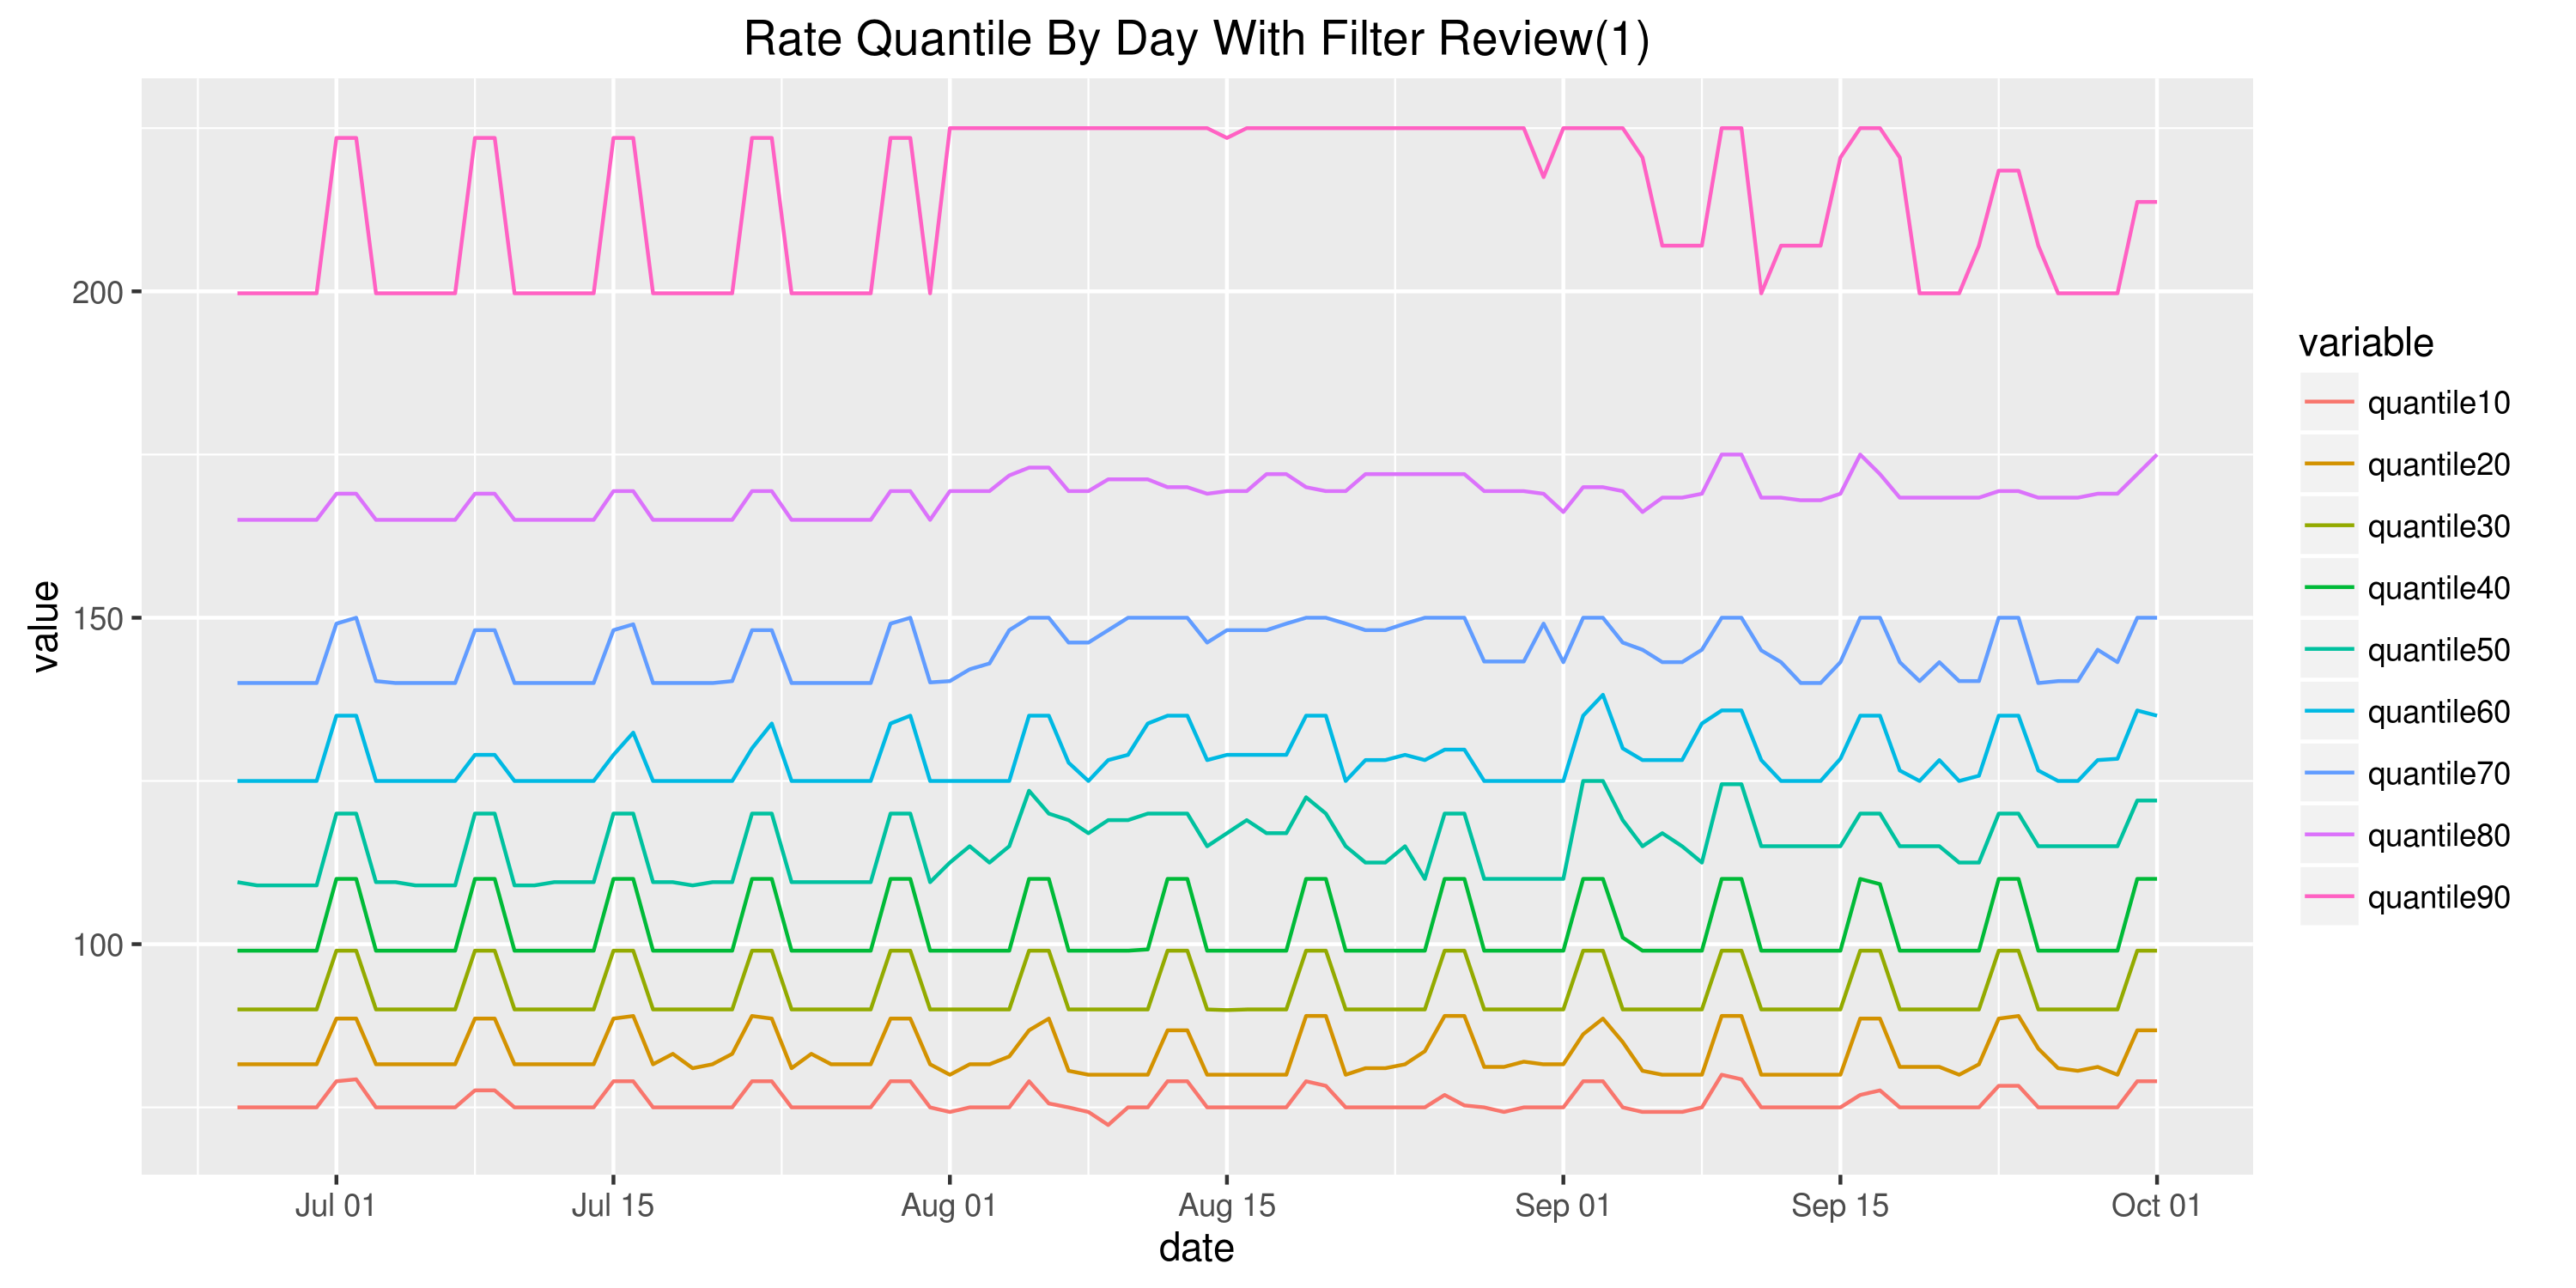 Rate Quantile By Day With Filter Review(1)
value
200
150
100
Jul 01
Jul 15
Aug 01
Aug 15
Sep 01
Sep 15
Oct 01
date
variable
quantile10
quantile20
quantile30
quantile40
quantile50
quantile60
quantile70
quantile80
quantile90